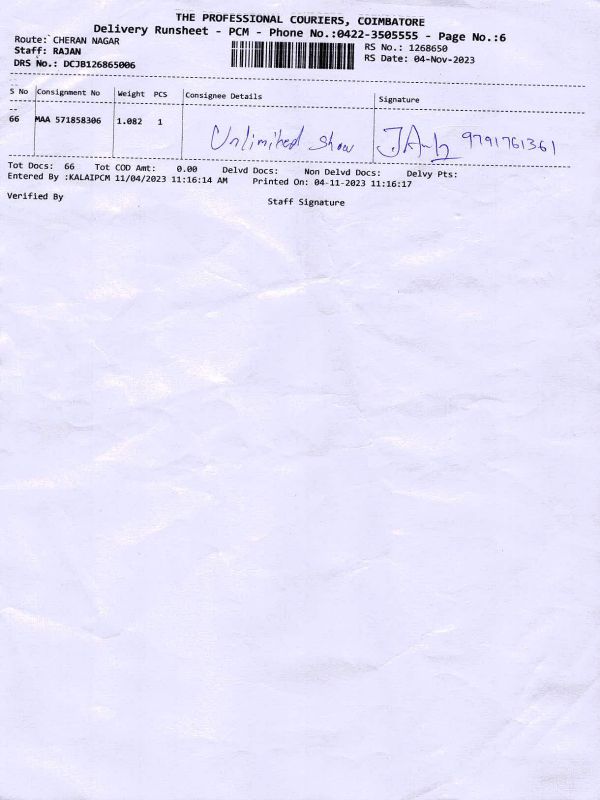 THE PROFESSIONAL COURIERS, COIMBATORE
Delivery Runsheet - PCM - Phone No.:0422-3505555 - Page No.:6
Route: CHERAN NAGAR
RS No.: 1268650
Staff: RAJAN
RS Date: 04-Nov-2023
DRS No.: DCJB126865006
S No Consignment No Weight PCS Consignee Details Signature
66 MAA 571858306 1.082 1 Unlimited Show 9791761361
Tot Docs: 66 Tot COD Amt: 0.00 Delvd Docs: Non Delvd Docs: Delvy Pts:
Entered By :KALAIPCM 11/04/2023 11:16:14 AM Printed On: 04-11-2023 11:16:17
Verified By
Staff Signature